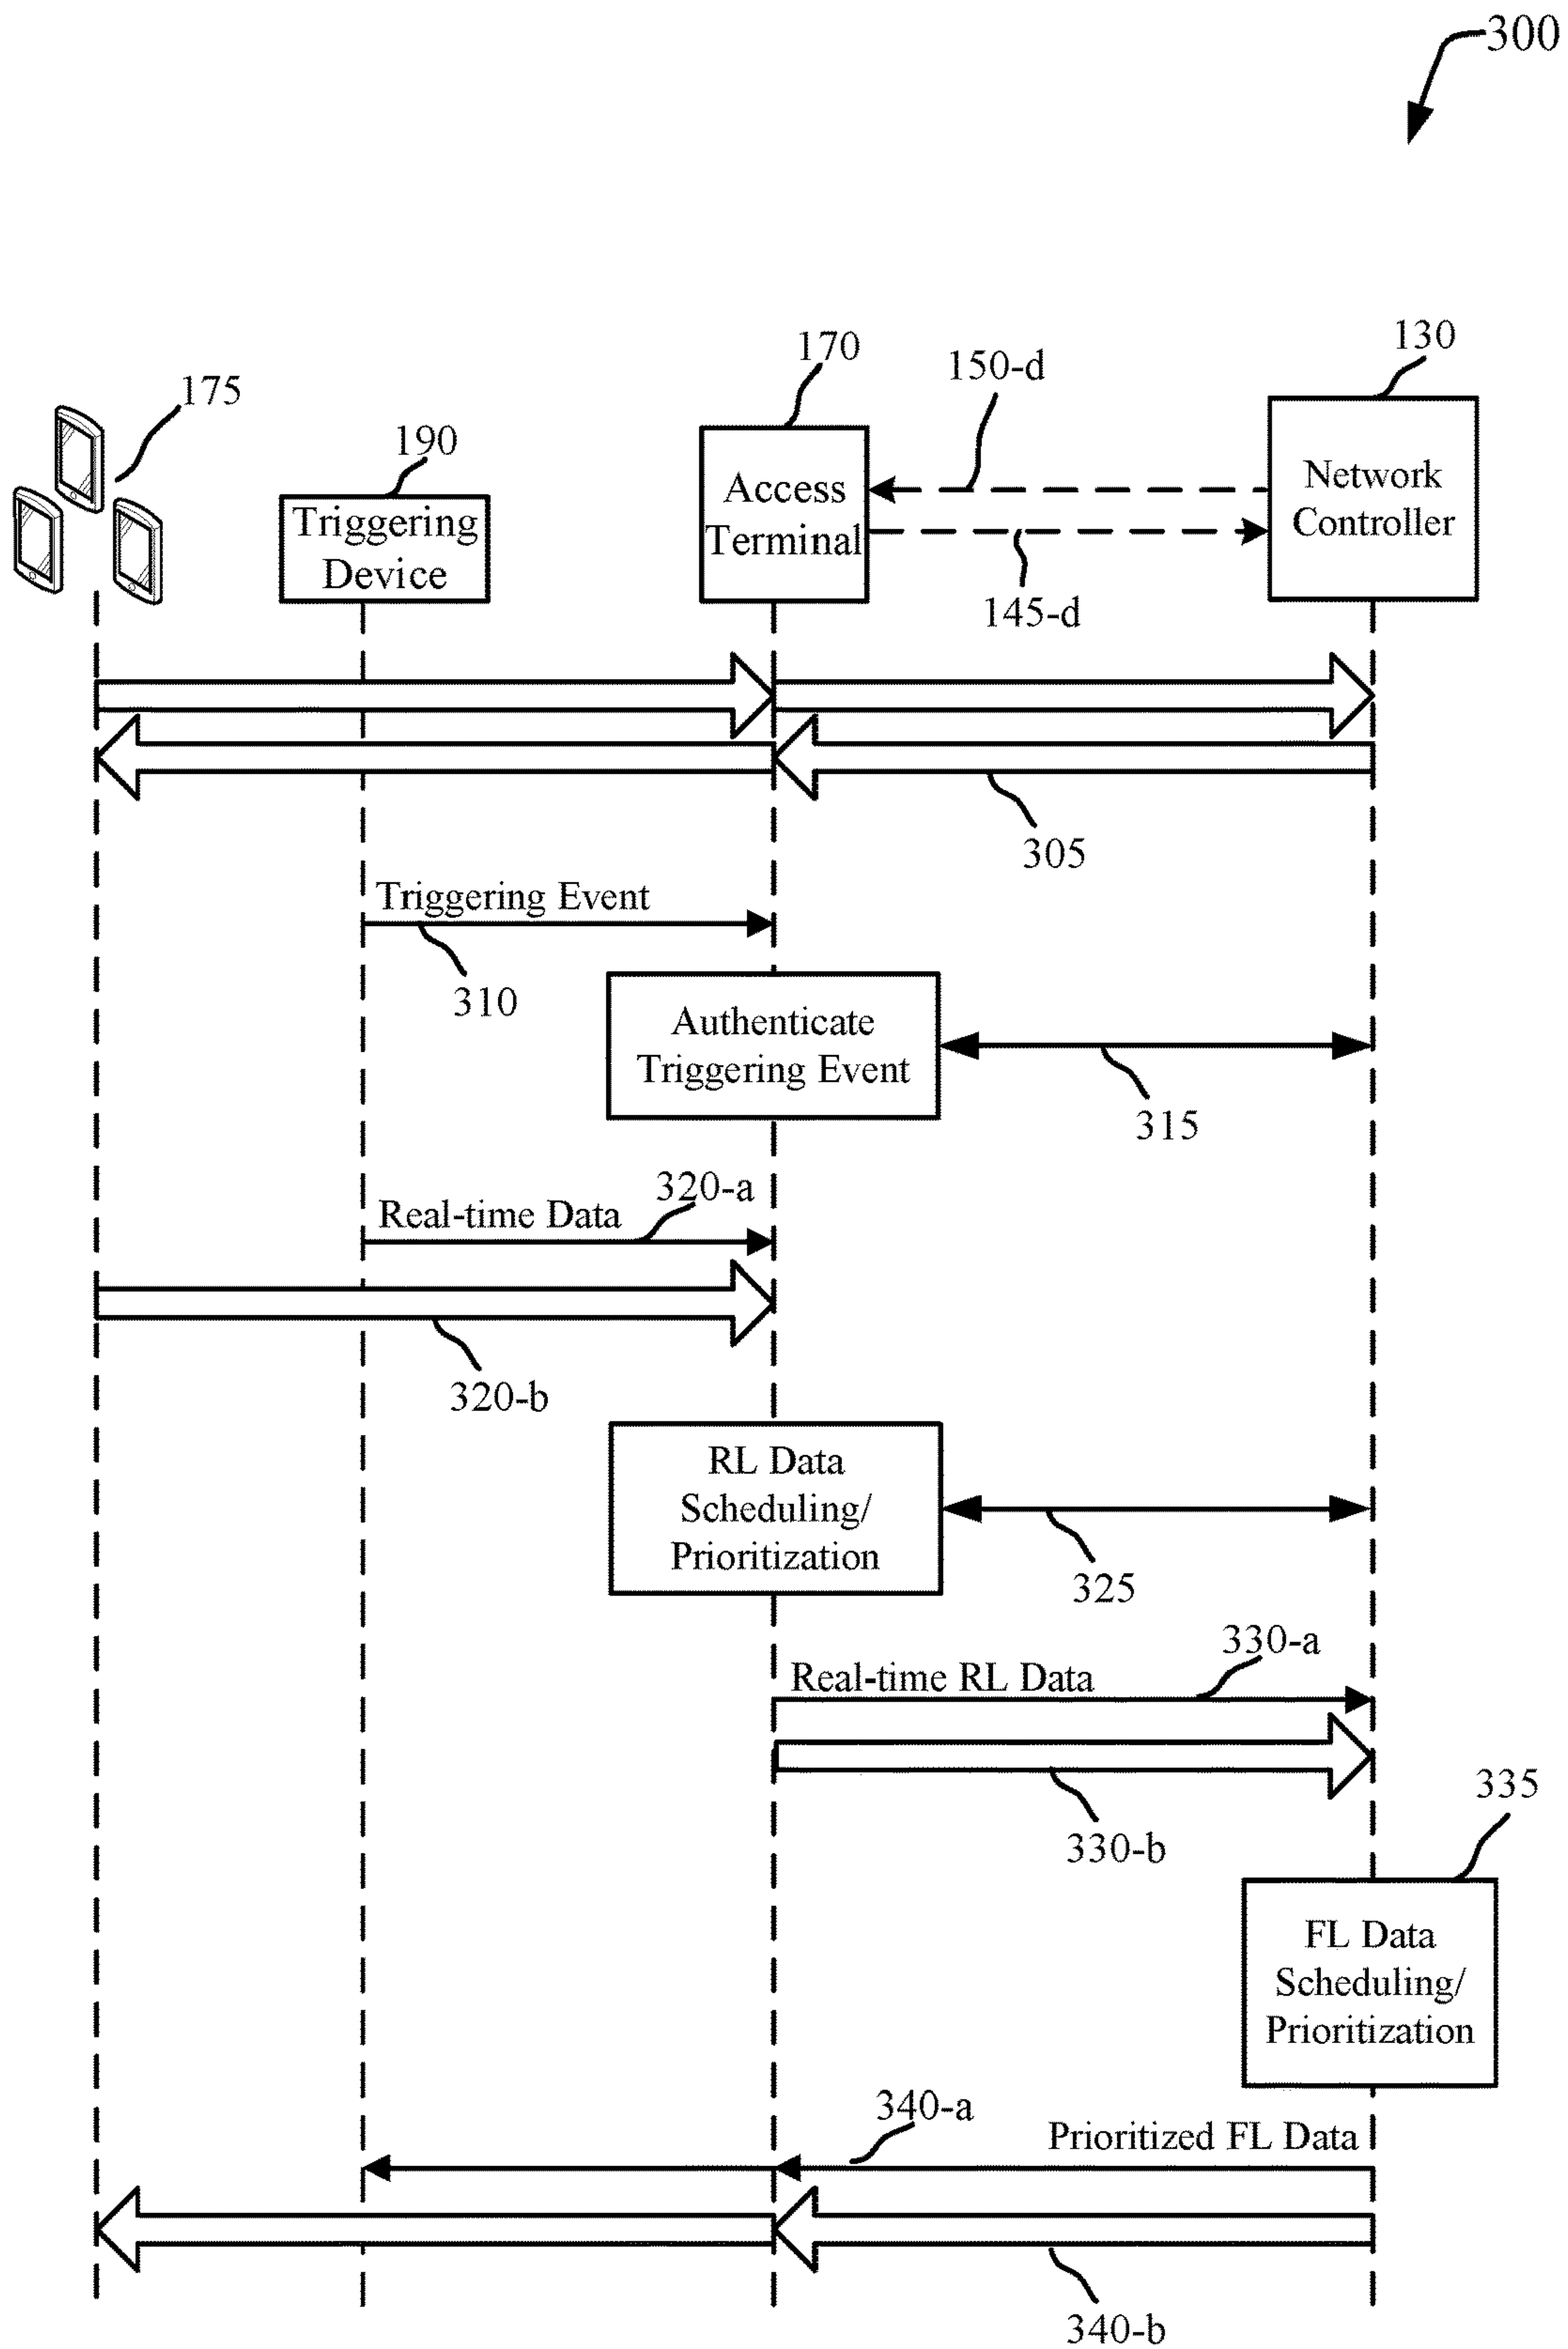 300
130
170
150-d
175
190
Network
Controller
Access
Terminal
Triggering
Device
145-d
305
Triggering Event
310
Authenticate
Triggering Event
315
320-a
Real-time Data
320-b
RL Data
Scheduling/
Prioritization
325
330-a
Real-time RL Data
330-b
335
FL Data
Scheduling/
Prioritization
340-a
Prioritized FL Data
340-b